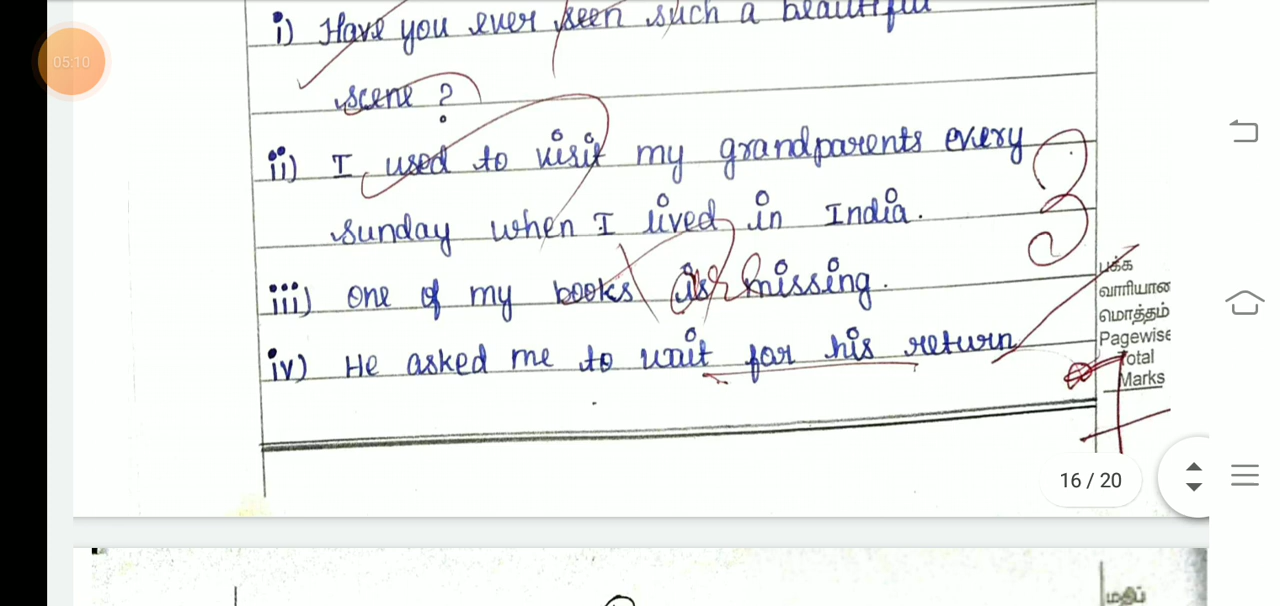 05:10
i) Have you ever seen such a beautiful
scene ?
ii) I used to visit my grandparents every
sunday when I lived in India.
3
iii) one of my books is missing.
iv) He asked me to wait for his return
பக்க
வாரியான
மொத்தம்
Pagewise
Total
Marks
16 / 20
மதிப்